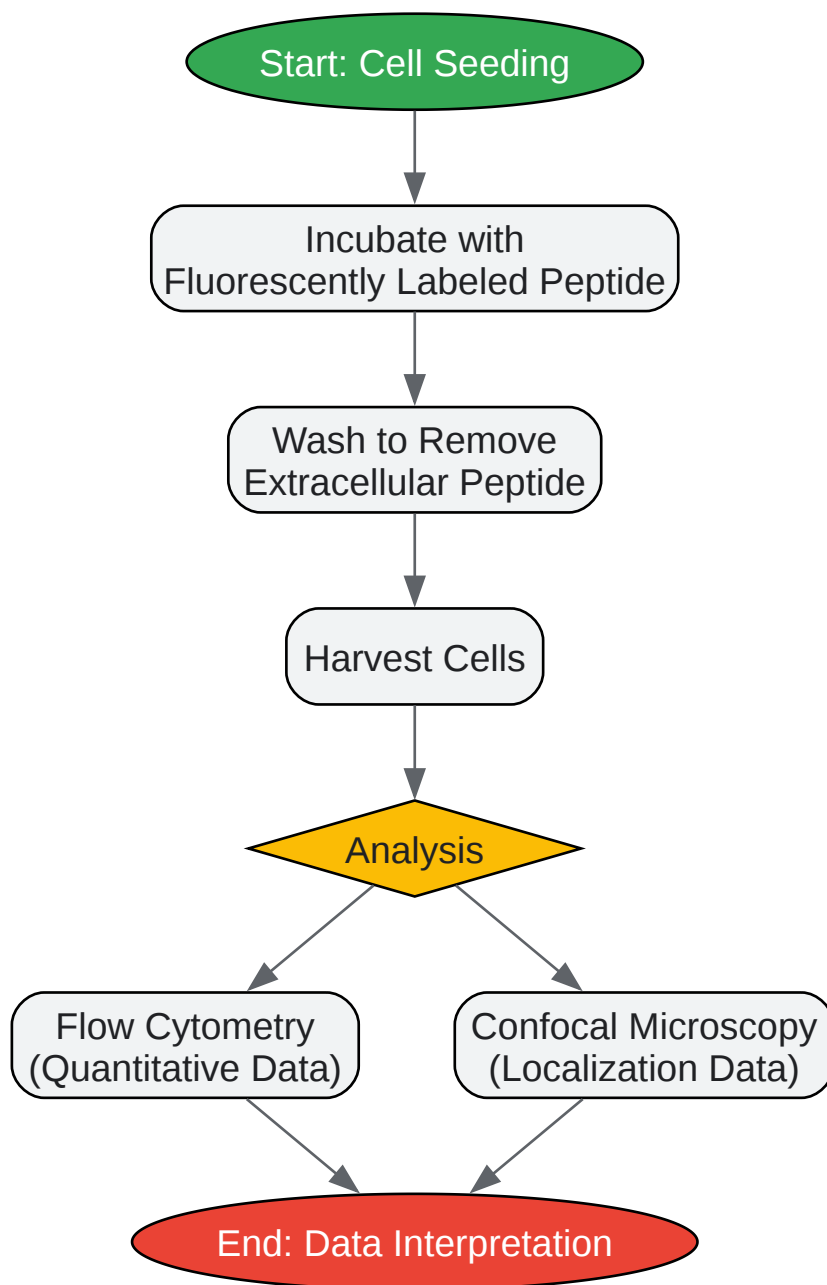 Start: Cell Seeding
Incubate with
Fluorescently Labeled Peptide
Wash to Remove
Extracellular Peptide
Harvest Cells
Analysis
Flow Cytometry
(Quantitative Data)
Confocal Microscopy
(Localization Data)
End: Data Interpretation